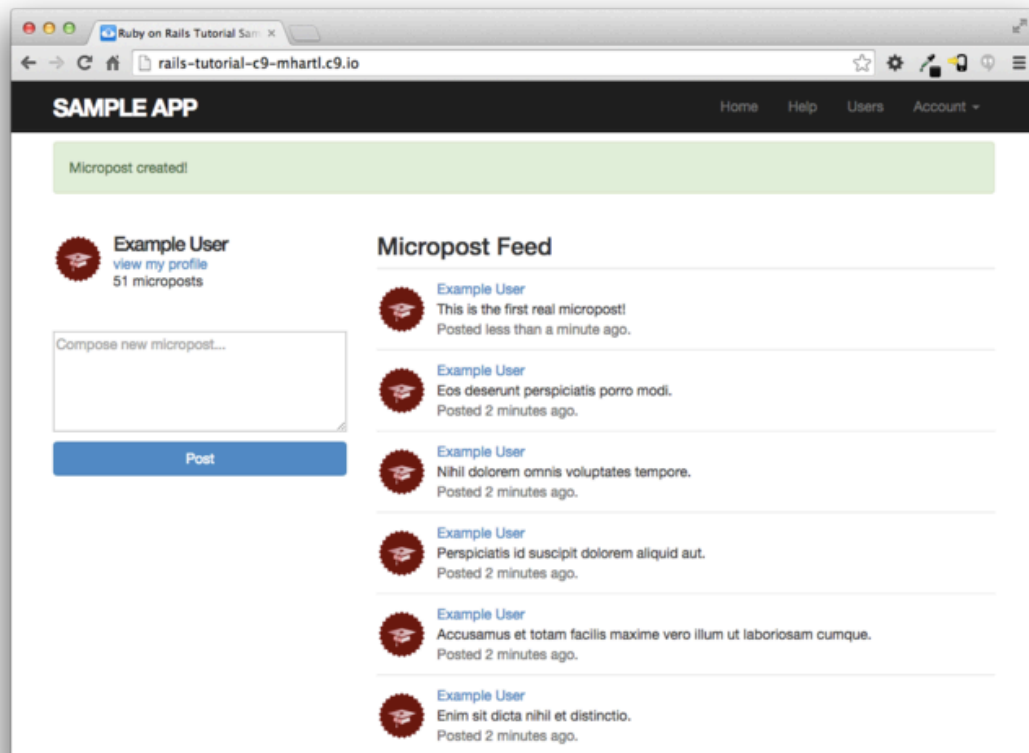 Ruby on Rails Tutorial Sam
rails-tutorial-c9-mhartl.c9.io
SAMPLE APP
Home Help Users Account
Micropost created!
Example User
view my profile
51 microposts
Compose new micropost...
Post
Micropost Feed
Example User
This is the first real micropost!
Posted less than a minute ago.
Example User
Eos deserunt perspiciatis porro modi.
Posted 2 minutes ago.
Example User
Nihil dolorem omnis voluptates tempore.
Posted 2 minutes ago.
Example User
Perspiciatis id suscipit dolorem aliquid aut.
Posted 2 minutes ago.
Example User
Accusamus et totam facilis maxime vero illum ut laboriosam cumque.
Posted 2 minutes ago.
Example User
Enim sit dicta nihil et distinctio.
Posted 2 minutes ago.